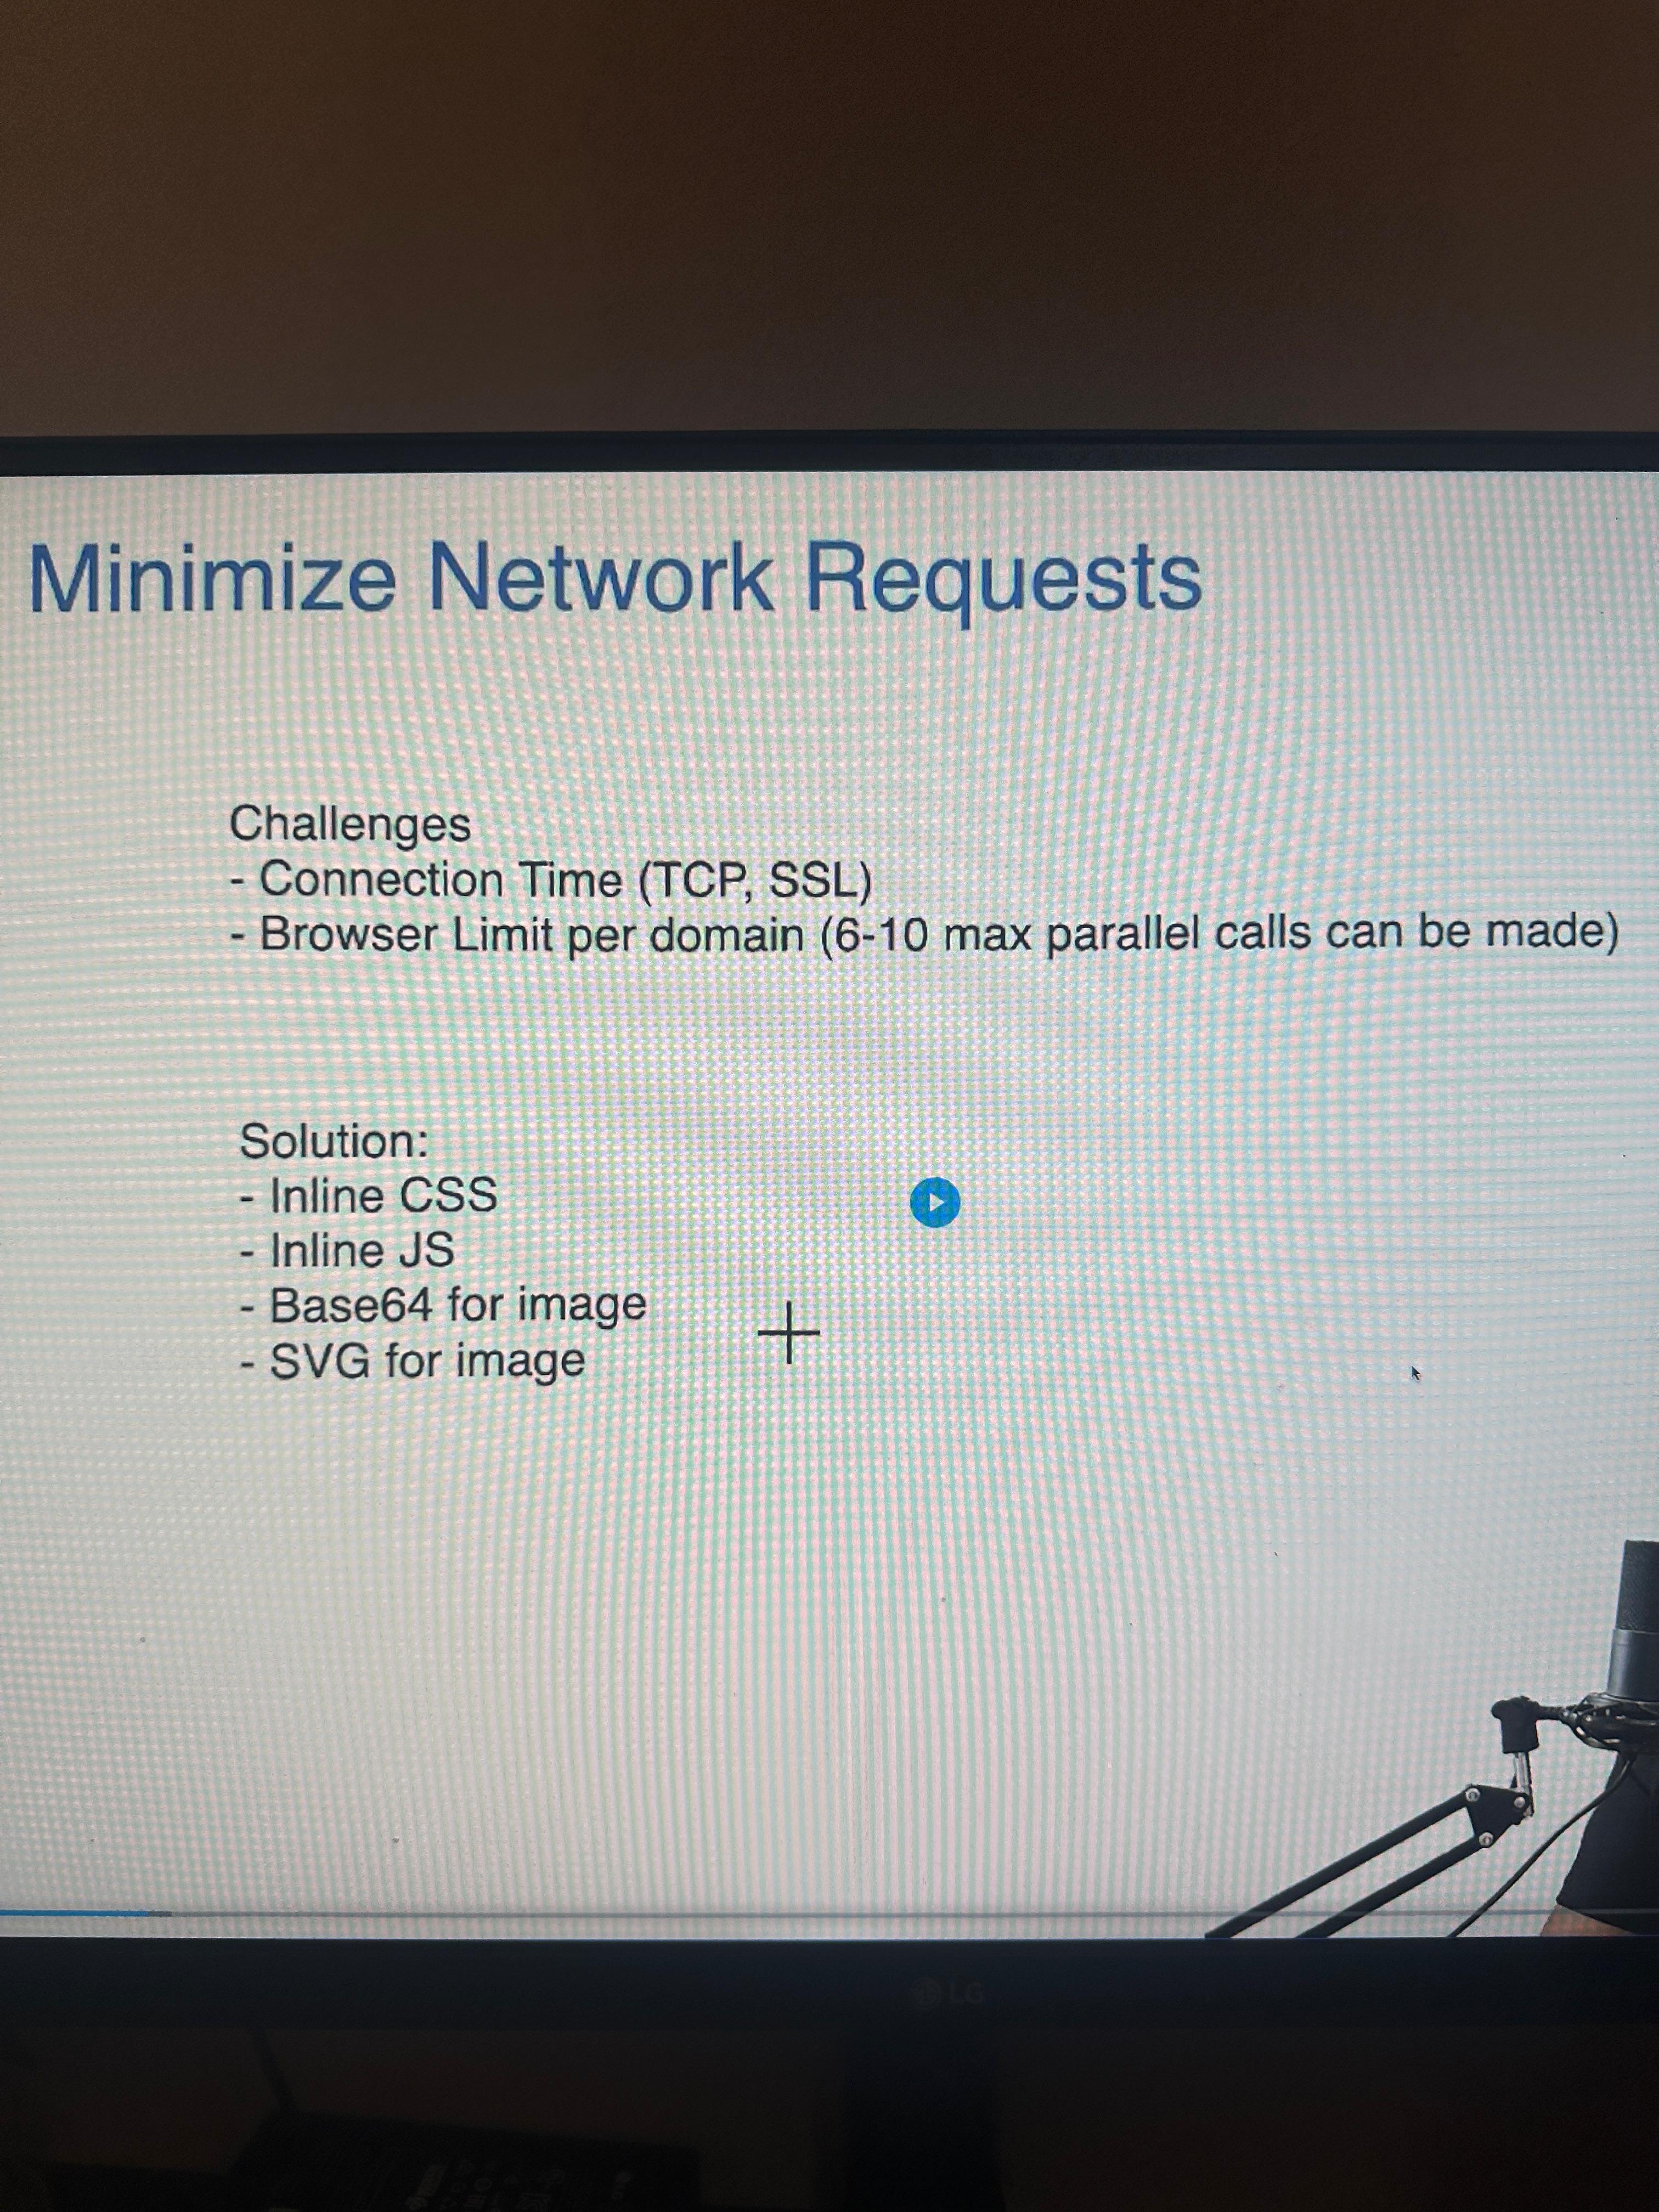 Minimize Network Requests
Challenges
- Connection Time (TCP, SSL)
- Browser Limit per domain (6-10 max parallel calls can be made)
Solution:
- Inline CSS
- Inline JS
- Base64 for image
- SVG for image
LG